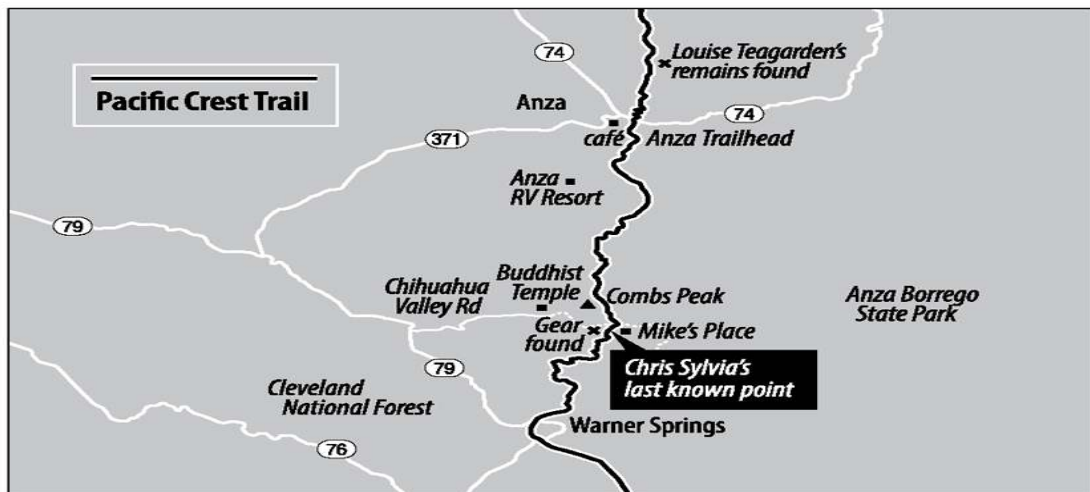 74
Louise Teagarden's
remains found
Pacific Crest Trail
Anza
74
café
Anza Trailhead
371
Anza
RV Resort
79
Buddhist
Temple
Chihuahua
Valley Rd
Combs Peak
Anza Borrego
State Park
Gear
found
Mike's Place
Chris Sylvia's
last known point
79
Cleveland
National Forest
Warner Springs
76